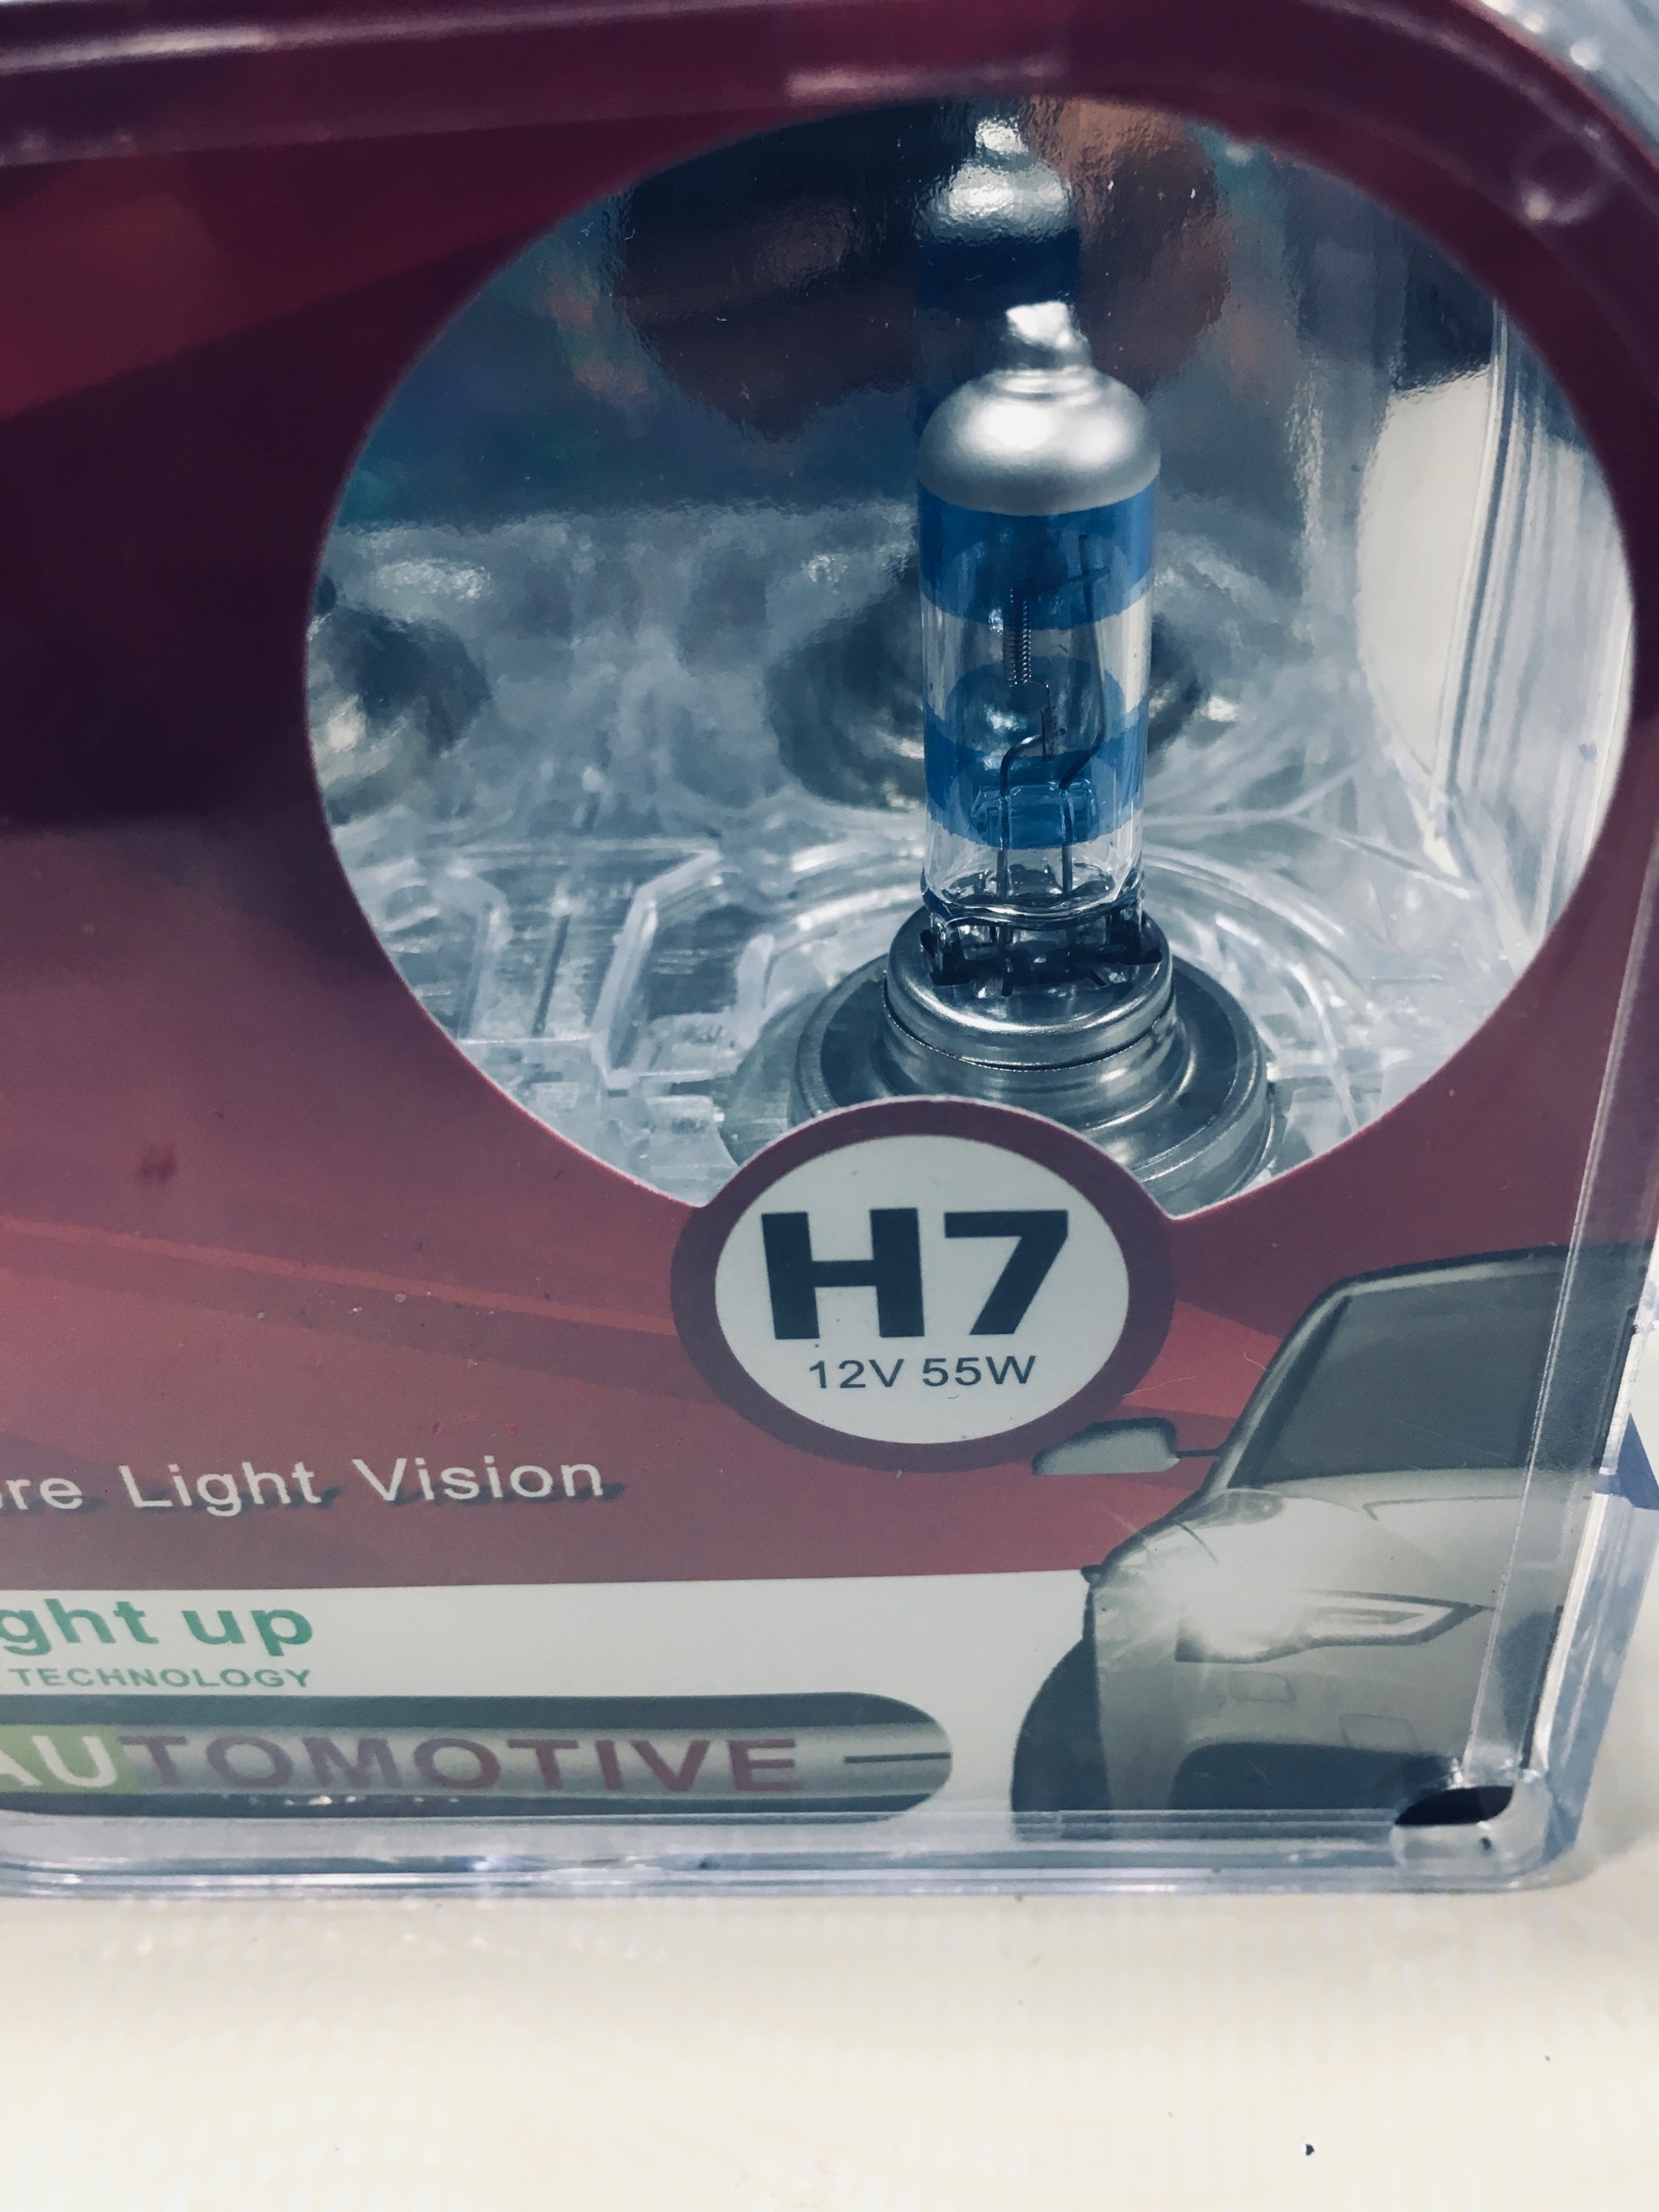 H7
12V 55W
Light Vision
up
TECHNOLOGY
AUTOMOTIVE